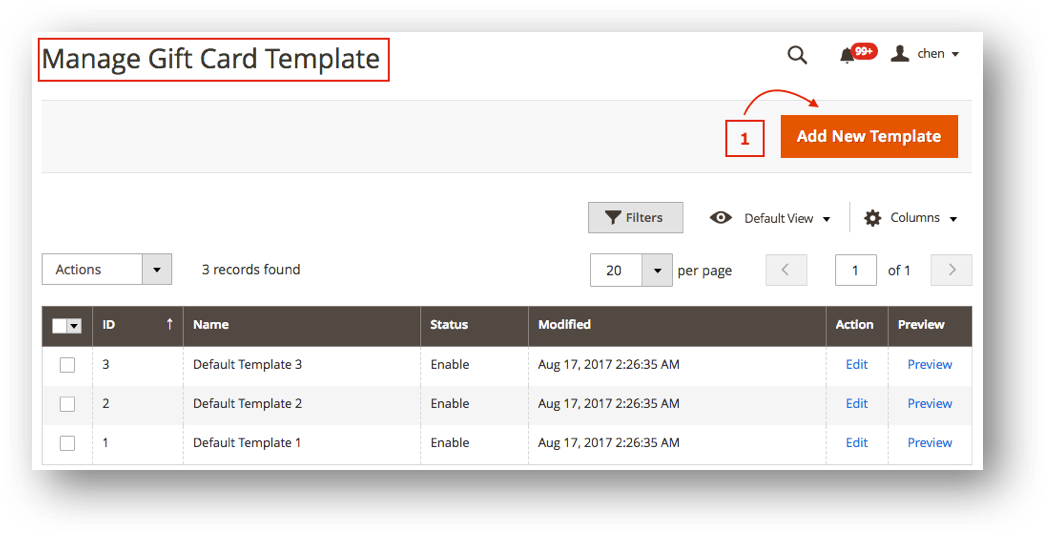 Manage Gift Card Template
99+
chen
1
Add New Template
Filters
Default View
Columns
Actions
3 records found
20
per page
1
of 1
ID Name Status Modified Action Preview
3 Default Template 3 Enable Aug 17, 2017 2:26:35 AM Edit Preview
2 Default Template 2 Enable Aug 17, 2017 2:26:35 AM Edit Preview
1 Default Template 1 Enable Aug 17, 2017 2:26:35 AM Edit Preview